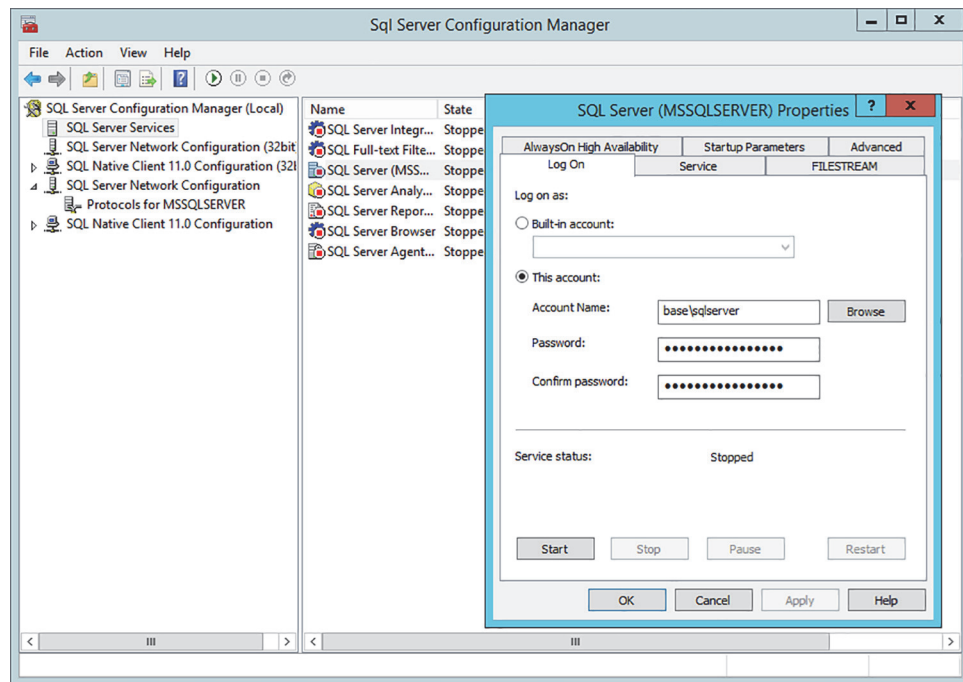 Sql Server Configuration Manager
File Action View Help
SQL Server Configuration Manager (Local)
SQL Server Services
SQL Server Network Configuration (32bit
SQL Native Client 11.0 Configuration (32l
SQL Server Network Configuration
Protocols for MSSQLSERVER
SQL Native Client 11.0 Configuration
Name State
SQL Server Integr... Stoppe
SQL Full-text Filte... Stoppe
SQL Server (MSS... Stoppe
SQL Server Analy... Stoppe
SQL Server Repor... Stoppe
SQL Server Browser Stoppe
SQL Server Agent... Stoppe
SQL Server (MSSQLSERVER) Properties ? x
AlwaysOn High Availability Startup Parameters Advanced
Log On Service FILESTREAM
Log on as:
Built-in account:
This account:
Account Name: base\sqlserver Browse
Password: ••••••••••••••••
Confirm password: ••••••••••••••••
Service status: Stopped
Start Stop Pause Restart
OK Cancel Apply Help